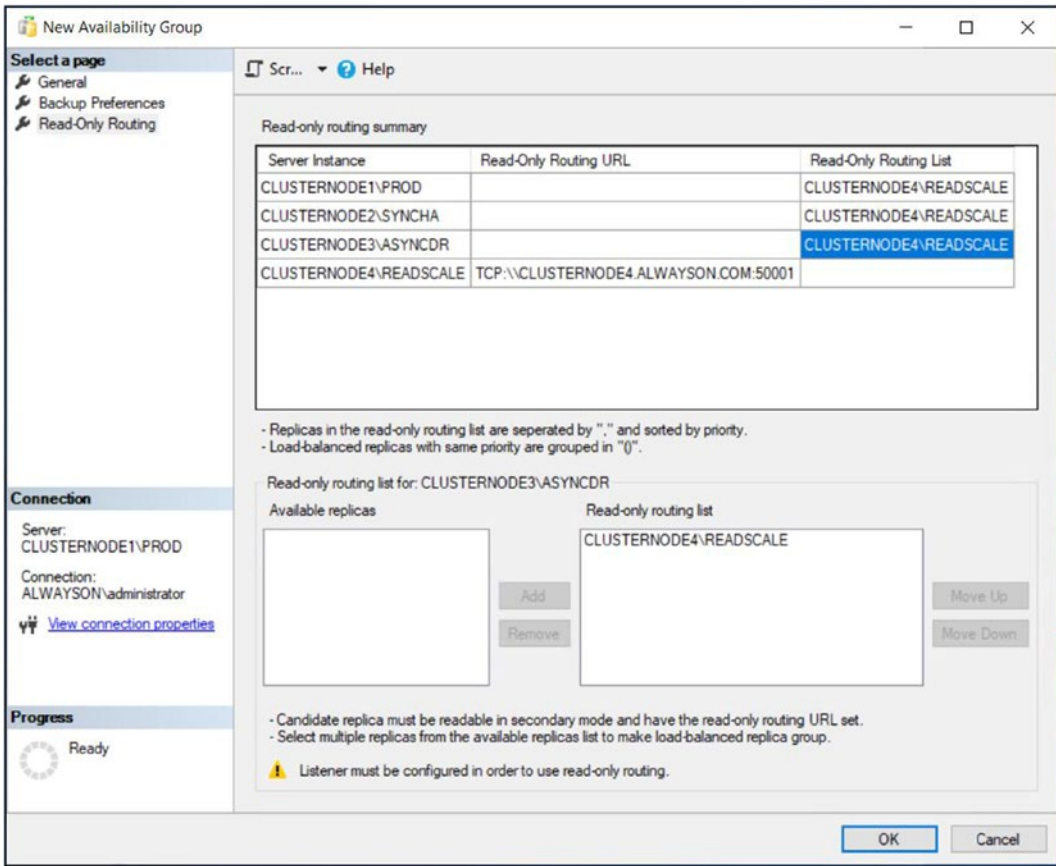 New Availability Group
Select a page
General
Backup Preferences
Read-Only Routing
Scr... Help
Read-only routing summary
Server Instance Read-Only Routing URL Read-Only Routing List
CLUSTERNODE1\PROD CLUSTERNODE4\READSCALE
CLUSTERNODE2\SYNCHA CLUSTERNODE4\READSCALE
CLUSTERNODE3\ASYNCDR CLUSTERNODE4\READSCALE
CLUSTERNODE4\READSCALE TCP:\\CLUSTERNODE4.ALWAYSON.COM:50001
- Replicas in the read-only routing list are seperated by "," and sorted by priority.
- Load-balanced replicas with same priority are grouped in "()".
Read-only routing list for: CLUSTERNODE3\ASYNCDR
Available replicas Read-only routing list
CLUSTERNODE4\READSCALE
Add
Remove
Move Up
Move Down
- Candidate replica must be readable in secondary mode and have the read-only routing URL set.
- Select multiple replicas from the available replicas list to make load-balanced replica group.
Listener must be configured in order to use read-only routing.
Connection
Server:
CLUSTERNODE1\PROD
Connection:
ALWAYSON\administrator
View connection properties
Progress
Ready
OK Cancel